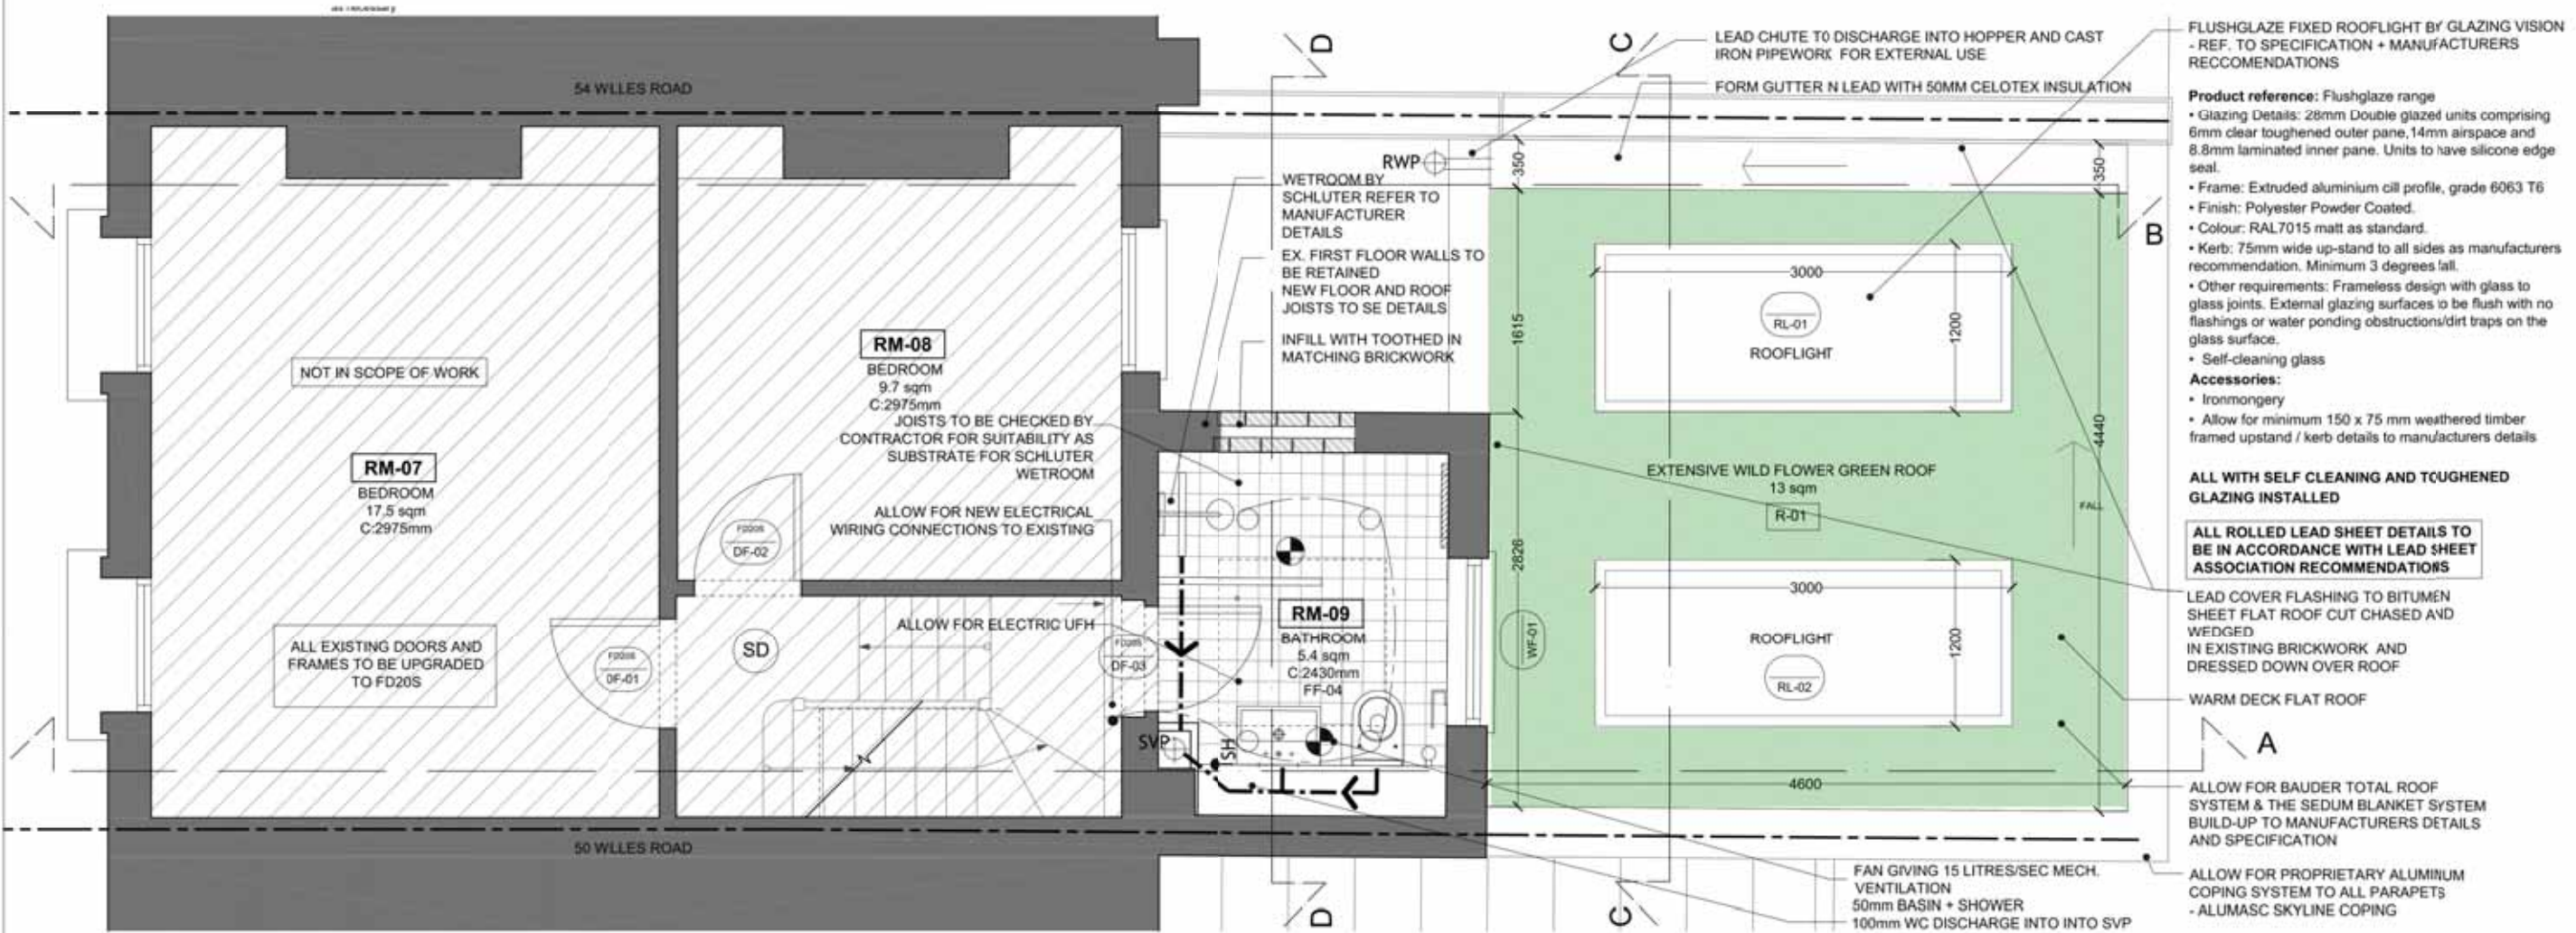 54 WLLES ROAD
NOT IN SCOPE OF WORK
RM-07
BEDROOM
17.5 sqm
C:2975mm
ALL EXISTING DOORS AND
FRAMES TO BE UPGRADED
TO FD20S
FD20S
DF-01
RM-08
BEDROOM
9.7 sqm
C:2975mm
JOISTS TO BE CHECKED BY
CONTRACTOR FOR SUITABILITY AS
SUBSTRATE FOR SCHLUTER
WETROOM
ALLOW FOR NEW ELECTRICAL
WIRING CONNECTIONS TO EXISTING
FD20S
DF-02
SD
ALLOW FOR ELECTRIC UFH
FD20S
DF-03
50 WLLES ROAD
D
C
RWP
WETROOM BY
SCHLUTER REFER TO
MANUFACTURER
DETAILS
EX. FIRST FLOOR WALLS TO
BE RETAINED
NEW FLOOR AND ROOF
JOISTS TO SE DETAILS
INFILL WITH TOOTHED IN
MATCHING BRICKWORK
RM-09
BATHROOM
5.4 sqm
C:2430mm
FF-04
SVP
HS
WF-01
LEAD CHUTE T0 DISCHARGE INTO HOPPER AND CAST
IRON PIPEWORK FOR EXTERNAL USE
FORM GUTTER N LEAD WITH 50MM CELOTEX INSULATION
350
350
1615
2826
4440
3000
1200
RL-01
ROOFLIGHT
EXTENSIVE WILD FLOWER GREEN ROOF
13 sqm
R-01
FALL
3000
1200
ROOFLIGHT
RL-02
4600
B
A
D
C
FAN GIVING 15 LITRES/SEC MECH.
VENTILATION
50mm BASIN + SHOWER
100mm WC DISCHARGE INTO INTO SVP
FLUSHGLAZE FIXED ROOFLIGHT BY GLAZING VISION
- REF. TO SPECIFICATION + MANUFACTURERS
RECCOMENDATIONS
Product reference: Flushglaze range
• Glazing Details: 28mm Double glazed units comprising
6mm clear toughened outer pane,14mm airspace and
8.8mm laminated inner pane. Units to have silicone edge
seal.
• Frame: Extruded aluminium cill profile, grade 6063 T6
• Finish: Polyester Powder Coated.
• Colour: RAL7015 matt as standard.
• Kerb: 75mm wide up-stand to all sides as manufacturers
recommendation. Minimum 3 degrees fall.
• Other requirements: Frameless design with glass to
glass joints. External glazing surfaces to be flush with no
flashings or water ponding obstructions/dirt traps on the
glass surface.
• Self-cleaning glass
Accessories:
• Ironmongery
• Allow for minimum 150 x 75 mm weathered timber
framed upstand / kerb details to manufacturers details
ALL WITH SELF CLEANING AND TOUGHENED
GLAZING INSTALLED
ALL ROLLED LEAD SHEET DETAILS TO
BE IN ACCORDANCE WITH LEAD SHEET
ASSOCIATION RECOMMENDATIONS
LEAD COVER FLASHING TO BITUMEN
SHEET FLAT ROOF CUT CHASED AND
WEDGED
IN EXISTING BRICKWORK AND
DRESSED DOWN OVER ROOF
WARM DECK FLAT ROOF
ALLOW FOR BAUDER TOTAL ROOF
SYSTEM & THE SEDUM BLANKET SYSTEM
BUILD-UP TO MANUFACTURERS DETAILS
AND SPECIFICATION
ALLOW FOR PROPRIETARY ALUMINUM
COPING SYSTEM TO ALL PARAPETS
- ALUMASC SKYLINE COPING